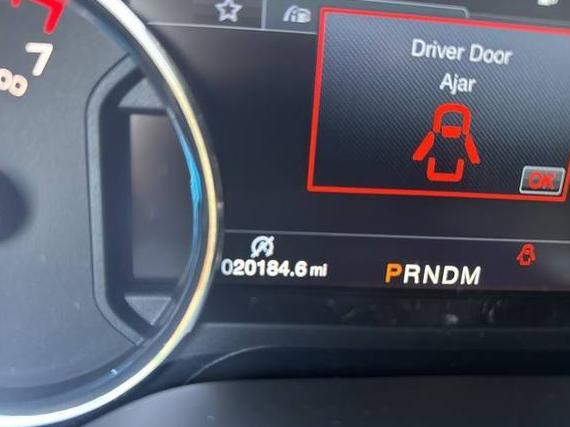 7
Driver Door
Ajar
OK
020184.6 mi
PRNDM